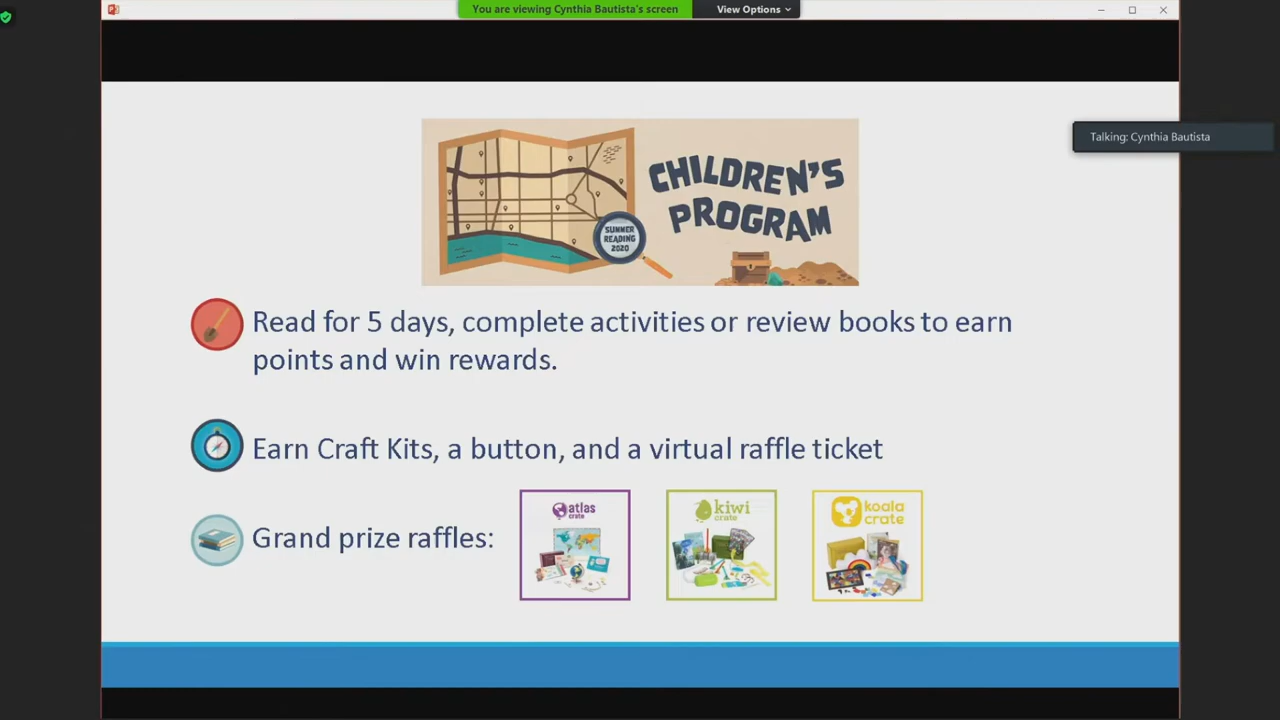 You are viewing Cynthia Bautista's screen
View Options
Talking: Cynthia Bautista
CHILDREN'S
PROGRAM
SUMMER
READING
2020
Read for 5 days, complete activities or review books to earn
points and win rewards.
Earn Craft Kits, a button, and a virtual raffle ticket
Grand prize raffles:
atlas
crate
kiwi
crate
koala
crate